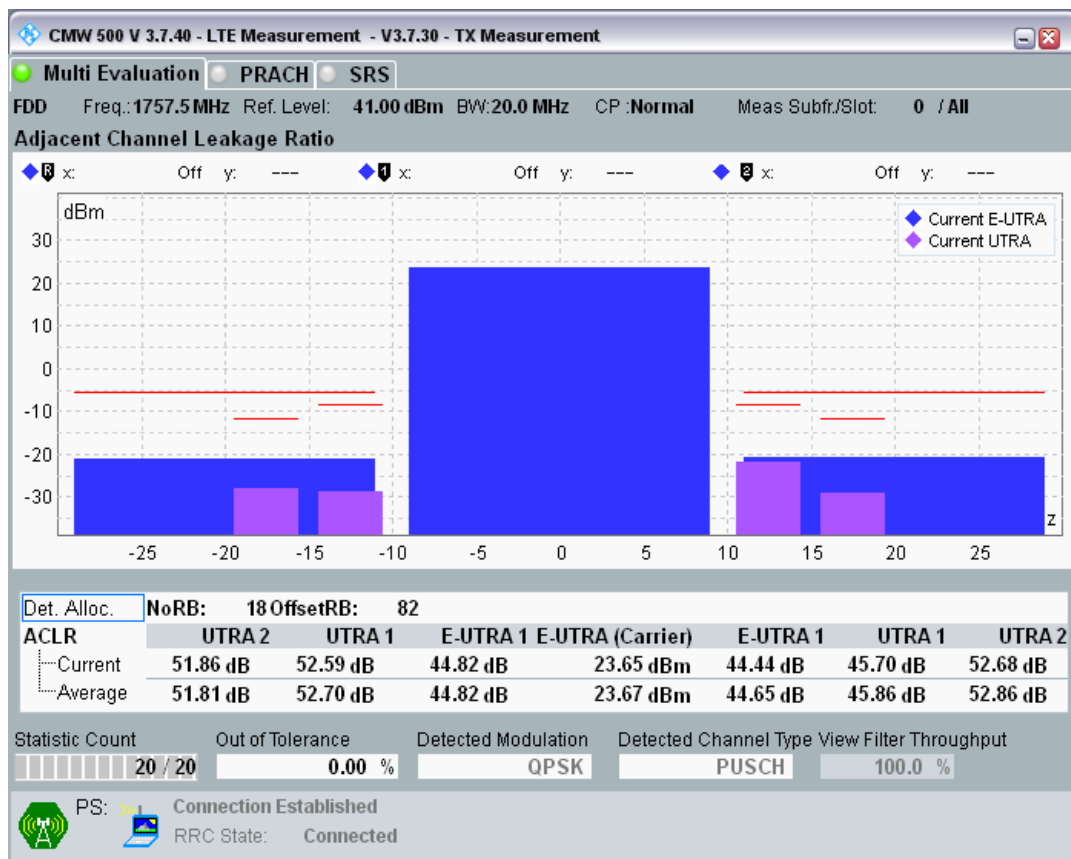 CMW 500 V 3.7.40 - LTE Measurement - V3.7.30 - TX Measurement
Multi Evaluation PRACH SRS
FDD Freq.:1757.5 MHz Ref. Level: 41.00 dBm BW:20.0 MHz CP :Normal Meas Subfr./Slot: 0 / All
Adjacent Channel Leakage Ratio
R x: Off y: --- 1 x: Off y: --- 2 x: Off y: ---
dBm
Current E-UTRA
Current UTRA
30
20
10
0
-10
-20
-30
z
-25 -20 -15 -10 -5 0 5 10 15 20 25
Det. Alloc. NoRB: 18 OffsetRB: 82
ACLR UTRA 2 UTRA 1 E-UTRA 1 E-UTRA (Carrier) E-UTRA 1 UTRA 1 UTRA 2
Current 51.86 dB 52.59 dB 44.82 dB 23.65 dBm 44.44 dB 45.70 dB 52.68 dB
Average 51.81 dB 52.70 dB 44.82 dB 23.67 dBm 44.65 dB 45.86 dB 52.86 dB
Statistic Count Out of Tolerance Detected Modulation Detected Channel Type View Filter Throughput
20 / 20 0.00 % QPSK PUSCH 100.0 %
PS: Connection Established
RRC State: Connected